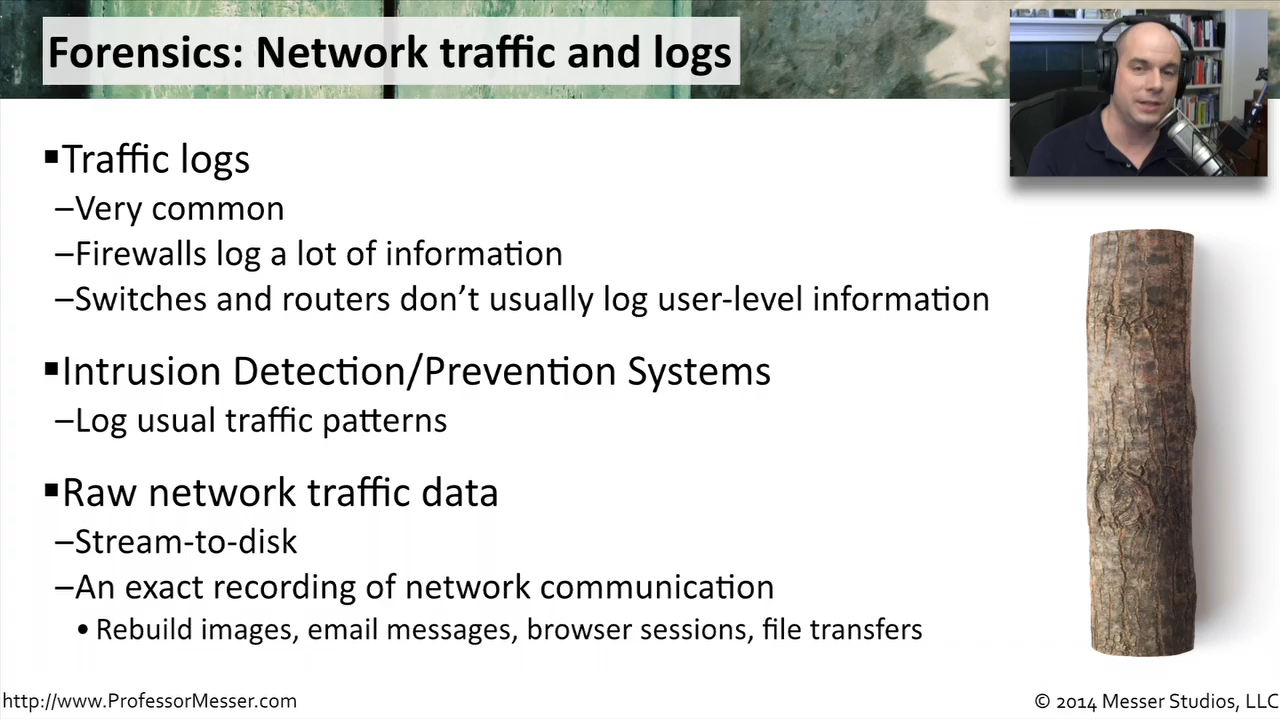 Forensics: Network traffic and logs
▪Traffic logs
–Very common
–Firewalls log a lot of information
–Switches and routers don’t usually log user-level information
▪Intrusion Detection/Prevention Systems
–Log usual traffic patterns
▪Raw network traffic data
–Stream-to-disk
–An exact recording of network communication
• Rebuild images, email messages, browser sessions, file transfers
http://www.ProfessorMesser.com
© 2014 Messer Studios, LLC